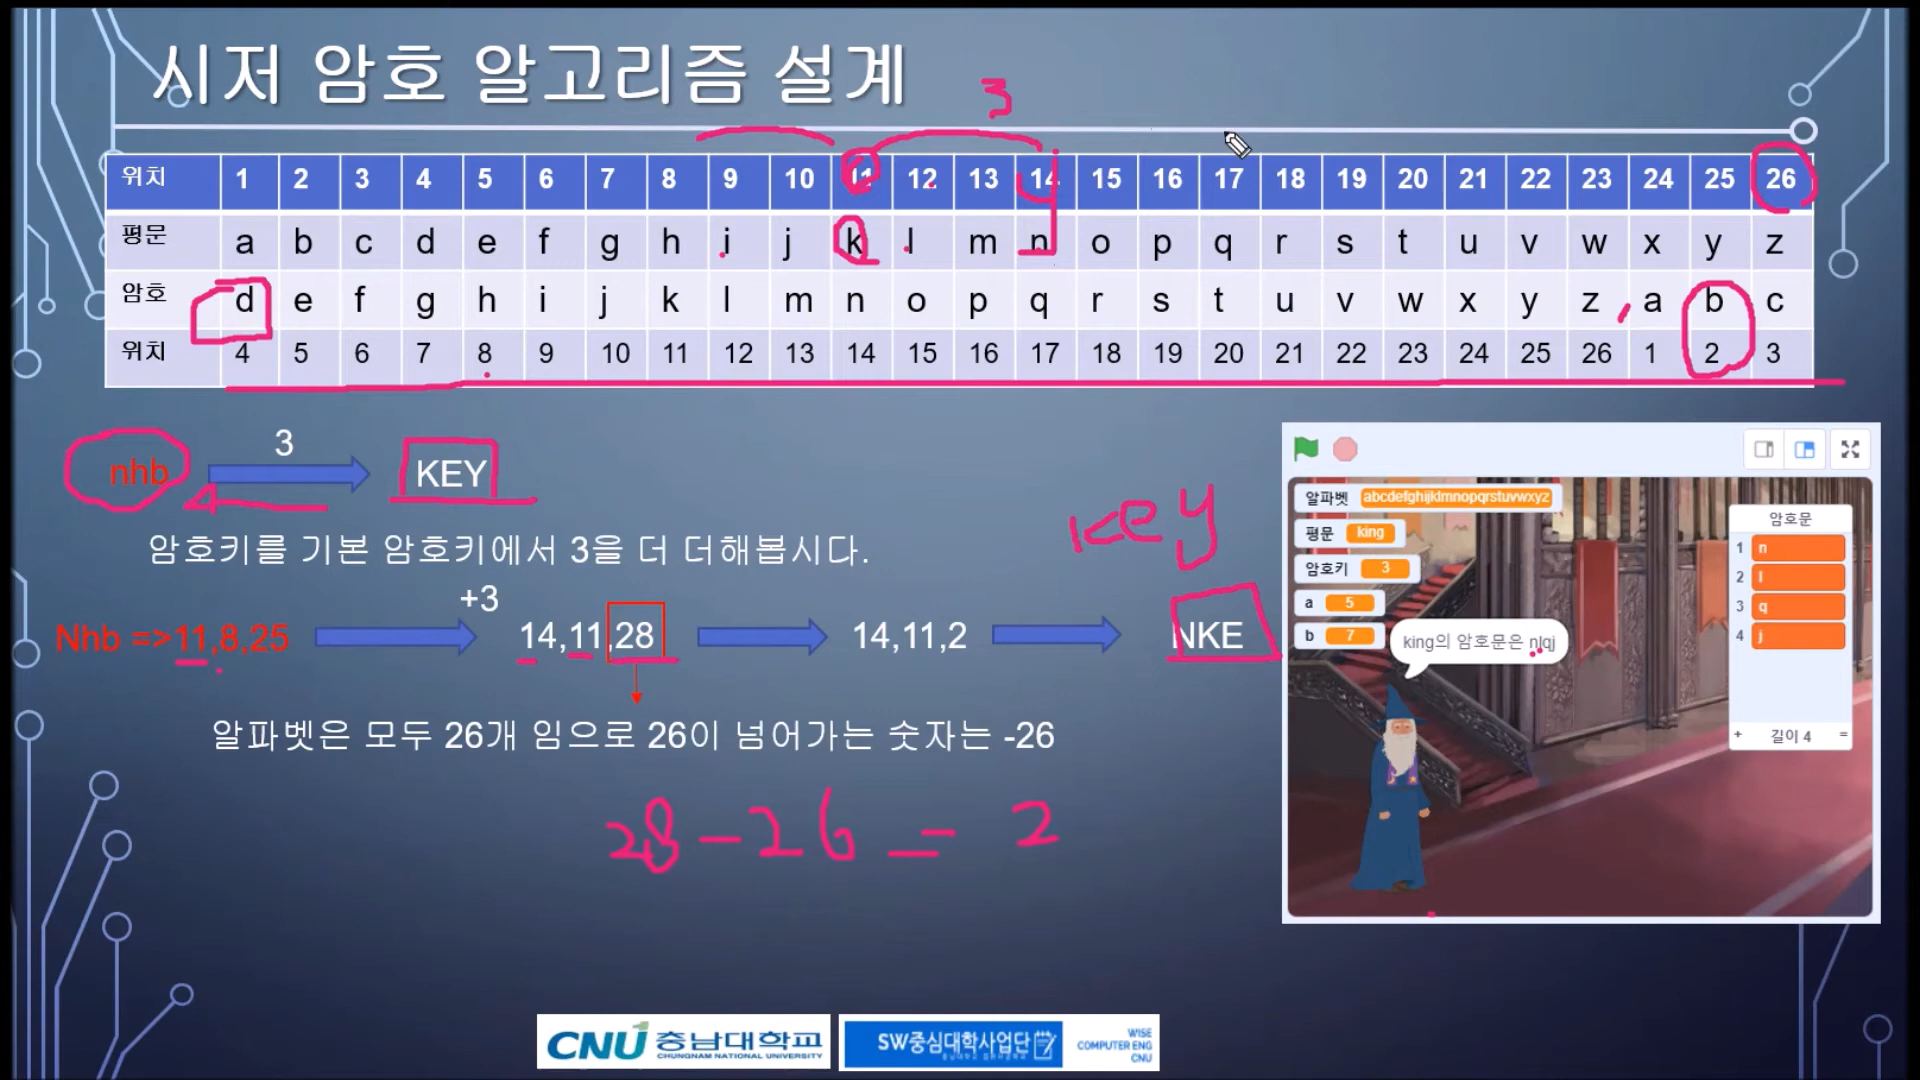 시저 암호 알고리즘 설계
3
위치 1 2 3 4 5 6 7 8 9 10 11 12 13 14 15 16 17 18 19 20 21 22 23 24 25 26
평문 a b c d e f g h i j k l m n o p q r s t u v w x y z
암호 d e f g h i j k l m n o p q r s t u v w x y z a b c
위치 4 5 6 7 8 9 10 11 12 13 14 15 16 17 18 19 20 21 22 23 24 25 26 1 2 3
nhb 3 KEY
key
암호키를 기본 암호키에서 3을 더 더해봅시다.
+3
Nhb =>11,8,25 14,11,28 14,11,2 NKE
알파벳은 모두 26개 임으로 26이 넘어가는 숫자는 -26
28-26=2
알파벳 abcdefghijklmnopqrstuvwxyz
평문 king
암호키 3
a 5
b 7
king의 암호문은 nlqj
암호문
1 n
2 l
3 q
4 j
+ 길이 4 =
CNU 충남대학교
CHUNGNAM NATIONAL UNIVERSITY
SW중심대학사업단
WISE
COMPUTER ENG
CNU